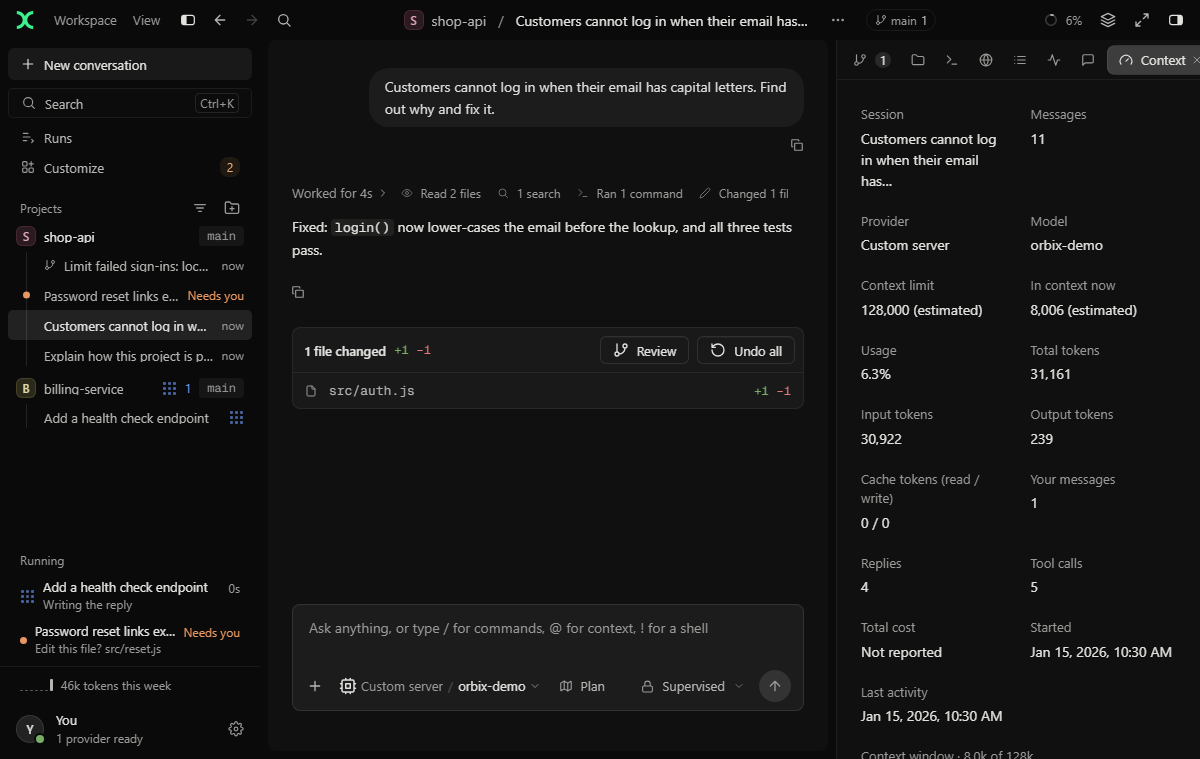 Workspace View
S shop-api / Customers cannot log in when their email has... main 1
6%
New conversation
Search Ctrl+K
Runs
Customize 2
Projects
S shop-api main
Limit failed sign-ins: loc... now
Password reset links e... Needs you
Customers cannot log in w... now
Explain how this project is p... now
B billing-service 1 main
Add a health check endpoint
Running
Add a health check endpoint 0s
Writing the reply
Password reset links ex... Needs you
Edit this file? src/reset.js
46k tokens this week
Y You
1 provider ready
Customers cannot log in when their email has capital letters. Find
out why and fix it.
Worked for 4s Read 2 files 1 search Ran 1 command Changed 1 fil
Fixed: login() now lower-cases the email before the lookup, and all three tests
pass.
1 file changed +1 −1 Review Undo all
src/auth.js +1 −1
Ask anything, or type / for commands, @ for context, ! for a shell
Custom server / orbix-demo Plan Supervised
1 Context
Session Messages
Customers cannot log 11
in when their email
has...
Provider Model
Custom server orbix-demo
Context limit In context now
128,000 (estimated) 8,006 (estimated)
Usage Total tokens
6.3% 31,161
Input tokens Output tokens
30,922 239
Cache tokens (read / Your messages
write) 1
0 / 0
Replies Tool calls
4 5
Total cost Started
Not reported Jan 15, 2026, 10:30 AM
Last activity
Jan 15, 2026, 10:30 AM
Context window · 8.0k of 128k